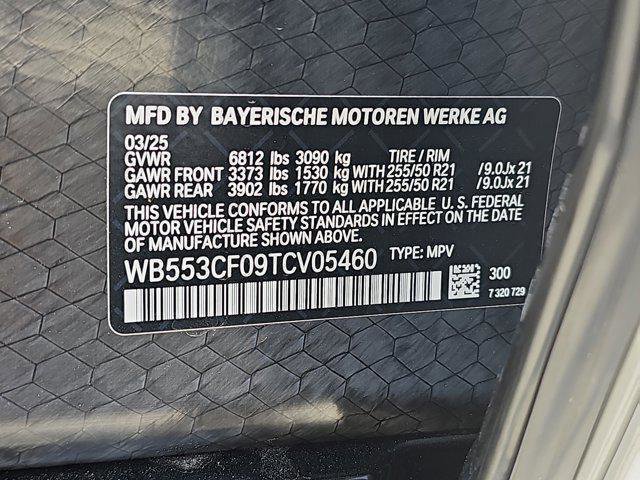 MFD BY BAYERISCHE MOTOREN WERKE AG
03/25
GVWR 6812 lbs 3090 kg TIRE / RIM
GAWR FRONT 3373 lbs 1530 kg WITH 255/50 R21 / 9.0Jx 21
GAWR REAR 3902 lbs 1770 kg WITH 255/50 R21 / 9.0Jx 21
THIS VEHICLE CONFORMS TO ALL APPLICABLE U. S. FEDERAL
MOTOR VEHICLE SAFETY STANDARDS IN EFFECT ON THE DATE
OF MANUFACTURE SHOWN ABOVE.
WB553CF09TCV05460 TYPE: MPV
300
7 320 729